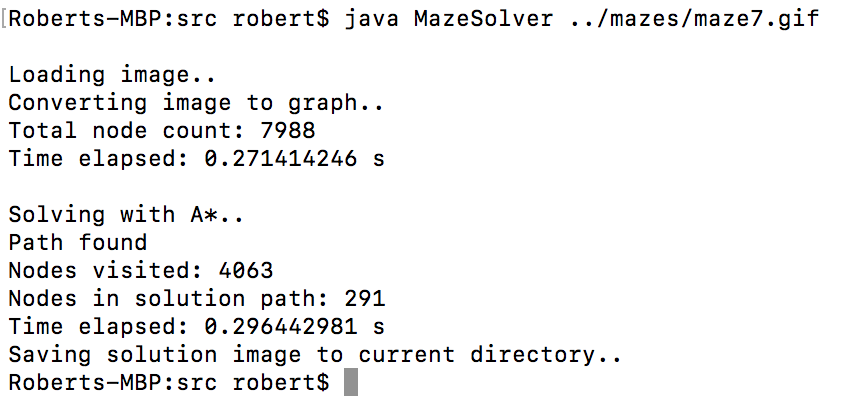 [Roberts-MBP:src robert$ java MazeSolver ../mazes/maze7.gif
Loading image..
Converting image to graph..
Total node count: 7988
Time elapsed: 0.271414246 s
Solving with A*..
Path found
Nodes visited: 4063
Nodes in solution path: 291
Time elapsed: 0.296442981 s
Saving solution image to current directory..
Roberts-MBP:src robert$